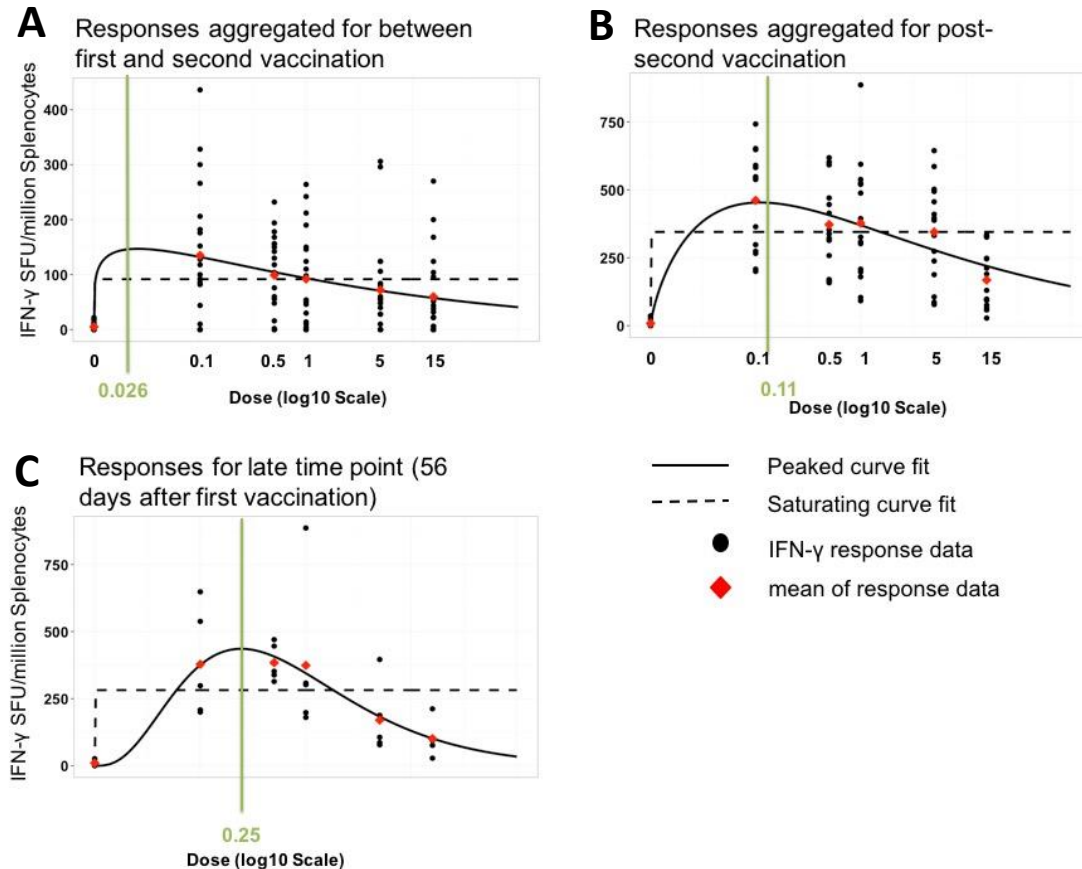 A
Responses aggregated for between
first and second vaccination
IFN-γ SFU/million Splenocytes
400
300
200
100
0
0 0.1 0.5 1 5 15
0.026
Dose (log10 Scale)
B
Responses aggregated for post-
second vaccination
750
500
250
0
0 0.1 0.5 1 5 15
0.11
Dose (log10 Scale)
C
Responses for late time point (56
days after first vaccination)
IFN-γ SFU/million Splenocytes
750
500
250
0
0.25
Dose (log10 Scale)
Peaked curve fit
Saturating curve fit
IFN-γ response data
mean of response data